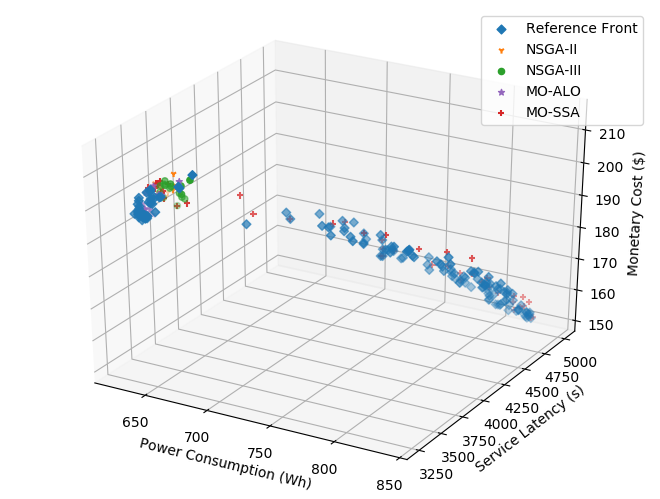 Reference Front
NSGA-II
NSGA-III
MO-ALO
MO-SSA
210
200
190
180
170
160
150
Monetary Cost ($)
5000
4750
4500
4250
4000
3750
3500
3250
Service Latency (s)
650
700
750
800
850
Power Consumption (Wh)